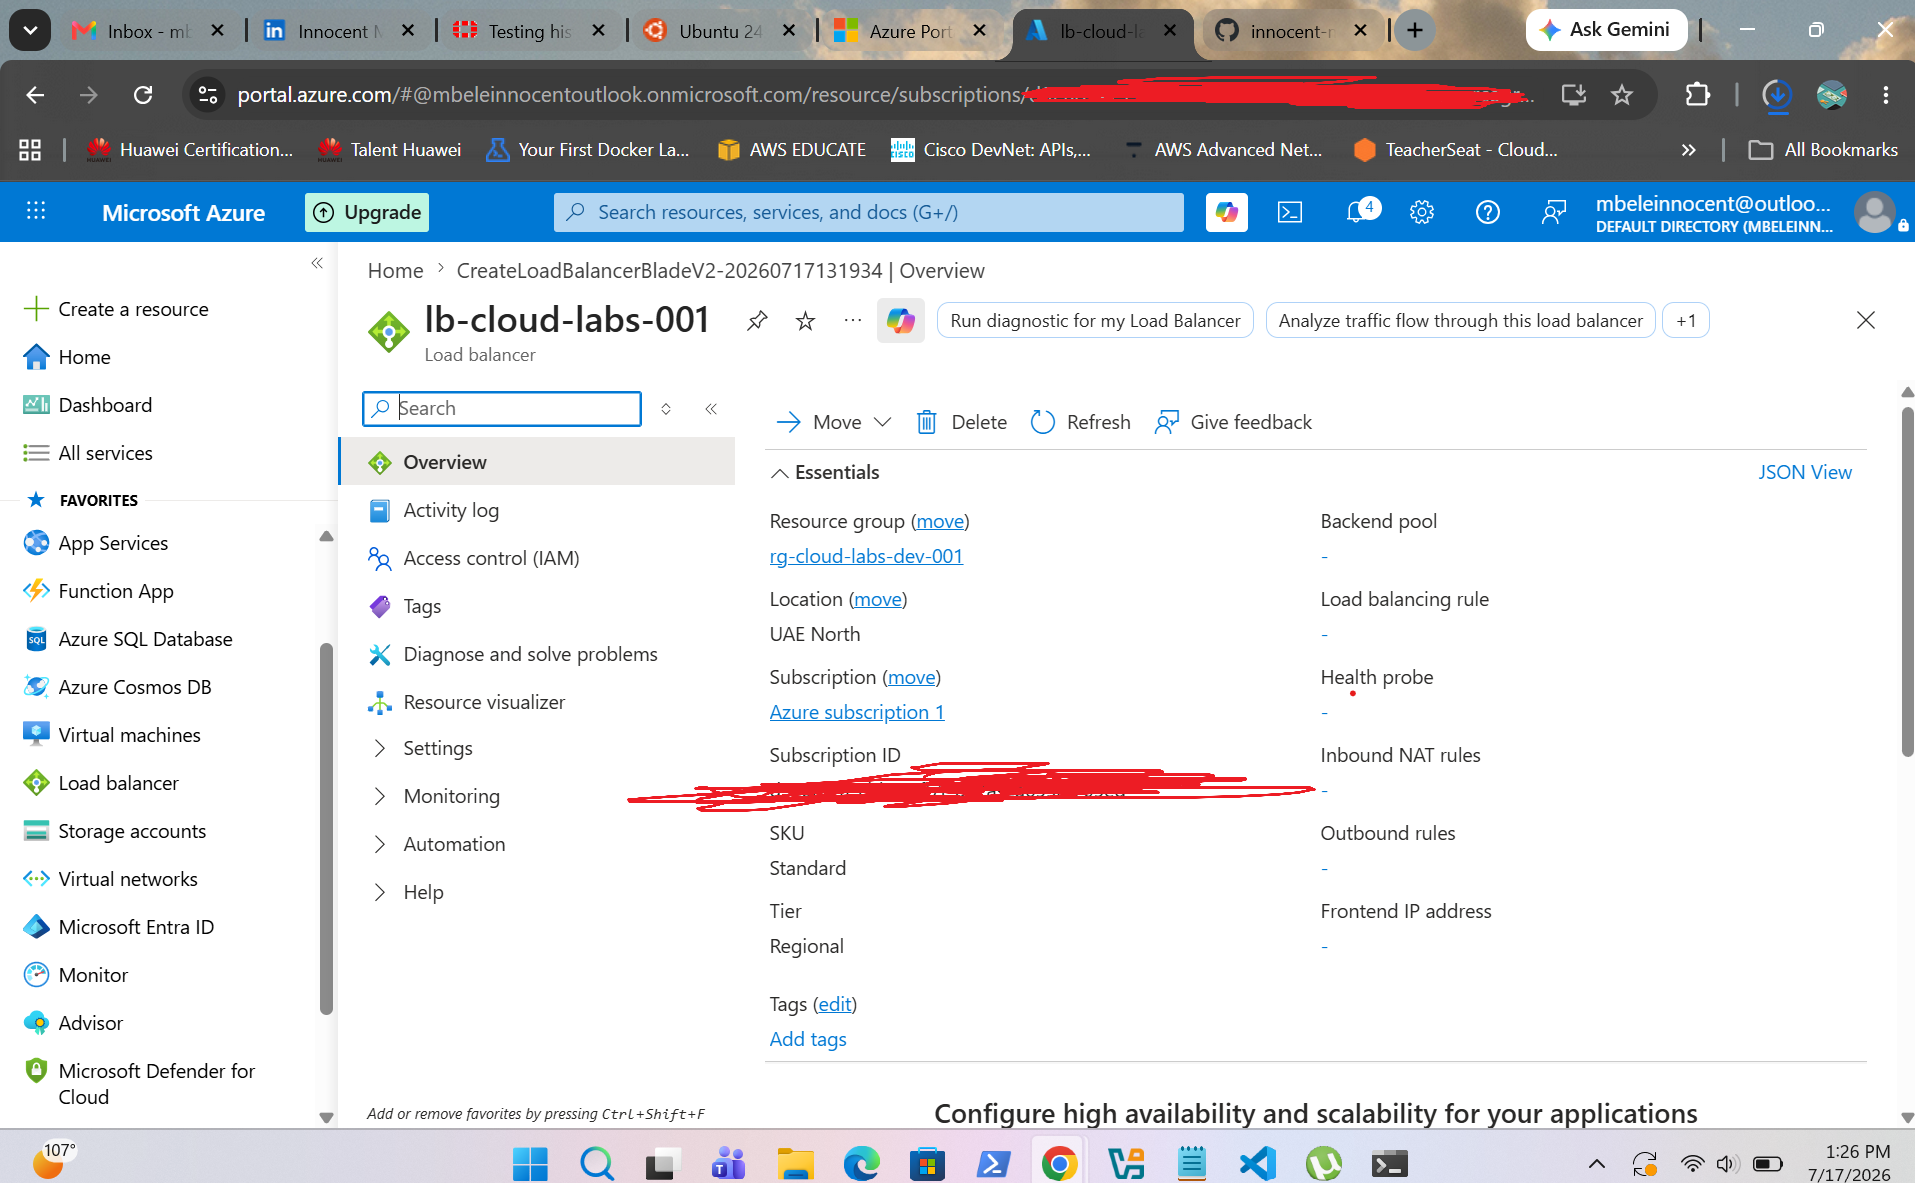 Inbox - mb
Innocent M
Testing his
Ubuntu 24
Azure Port
lb-cloud-la
innocent-r
Ask Gemini
portal.azure.com/#@mbeleinnocentoutlook.onmicrosoft.com/resource/subscriptions/
Huawei Certification...
Talent Huawei
Your First Docker La...
AWS EDUCATE
Cisco DevNet: APIs,...
AWS Advanced Net...
TeacherSeat - Cloud...
All Bookmarks
Microsoft Azure
Upgrade
Search resources, services, and docs (G+/)
4
mbeleinnocent@outloo...
DEFAULT DIRECTORY (MBELEINN...
Create a resource
Home
Dashboard
All services
FAVORITES
App Services
Function App
Azure SQL Database
Azure Cosmos DB
Virtual machines
Load balancer
Storage accounts
Virtual networks
Microsoft Entra ID
Monitor
Advisor
Microsoft Defender for
Cloud
Home > CreateLoadBalancerBladeV2-20260717131934 | Overview
lb-cloud-labs-001
Load balancer
Run diagnostic for my Load Balancer
Analyze traffic flow through this load balancer
+1
Search
Overview
Activity log
Access control (IAM)
Tags
Diagnose and solve problems
Resource visualizer
Settings
Monitoring
Automation
Help
Add or remove favorites by pressing Ctrl+Shift+F
Move
Delete
Refresh
Give feedback
Essentials
JSON View
Resource group (move)
rg-cloud-labs-dev-001
Location (move)
UAE North
Subscription (move)
Azure subscription 1
Subscription ID
SKU
Standard
Tier
Regional
Backend pool
-
Load balancing rule
-
Health probe
-
Inbound NAT rules
-
Outbound rules
-
Frontend IP address
-
Tags (edit)
Add tags
Configure high availability and scalability for your applications
107°
1:26 PM
7/17/2026